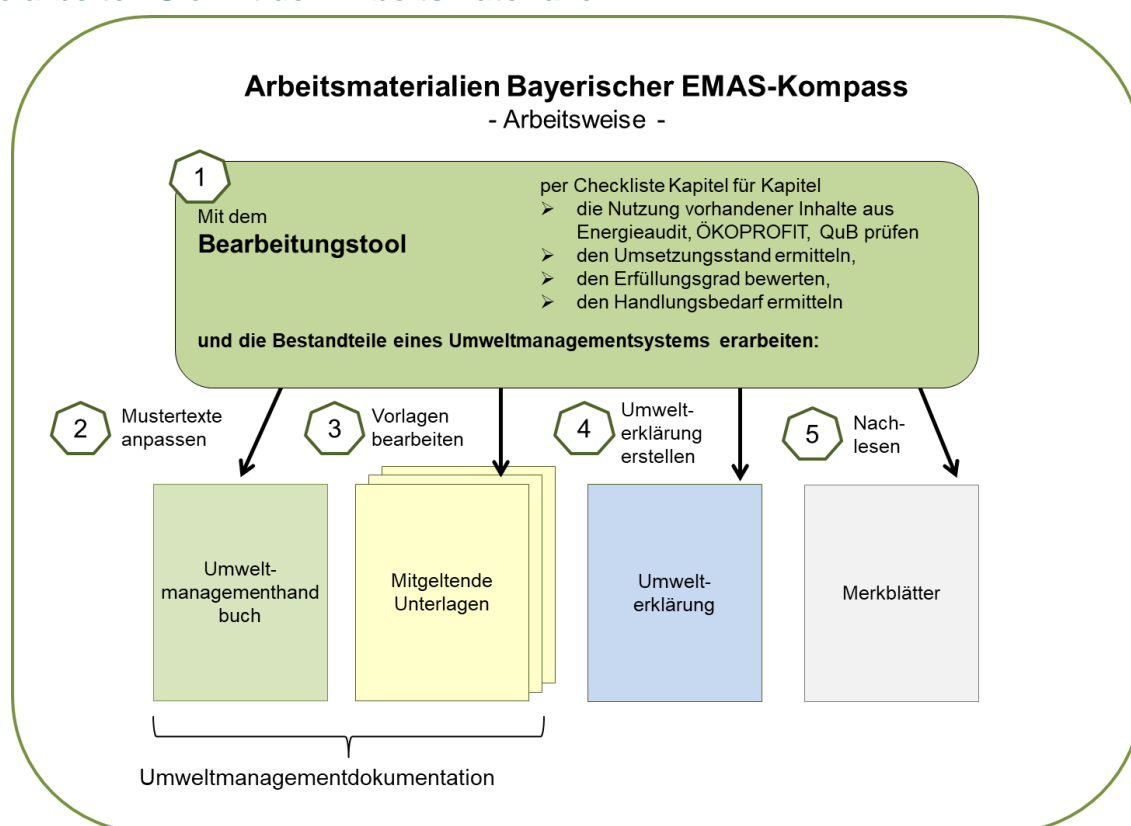 Arbeitsmaterialien Bayerischer EMAS-Kompass
- Arbeitsweise -
1
Mit dem
Bearbeitungstool
per Checkliste Kapitel für Kapitel
➢ die Nutzung vorhandener Inhalte aus
Energieaudit, ÖKOPROFIT, QuB prüfen
➢ den Umsetzungsstand ermitteln,
➢ den Erfüllungsgrad bewerten,
➢ den Handlungsbedarf ermitteln
und die Bestandteile eines Umweltmanagementsystems erarbeiten:
2
Mustertexte
anpassen
3
Vorlagen
bearbeiten
4
Umwelt-
erklärung
erstellen
5
Nach-
lesen
Umwelt-
managementhand
buch
Mitgeltende
Unterlagen
Umwelt-
erklärung
Merkblätter
Umweltmanagementdokumentation